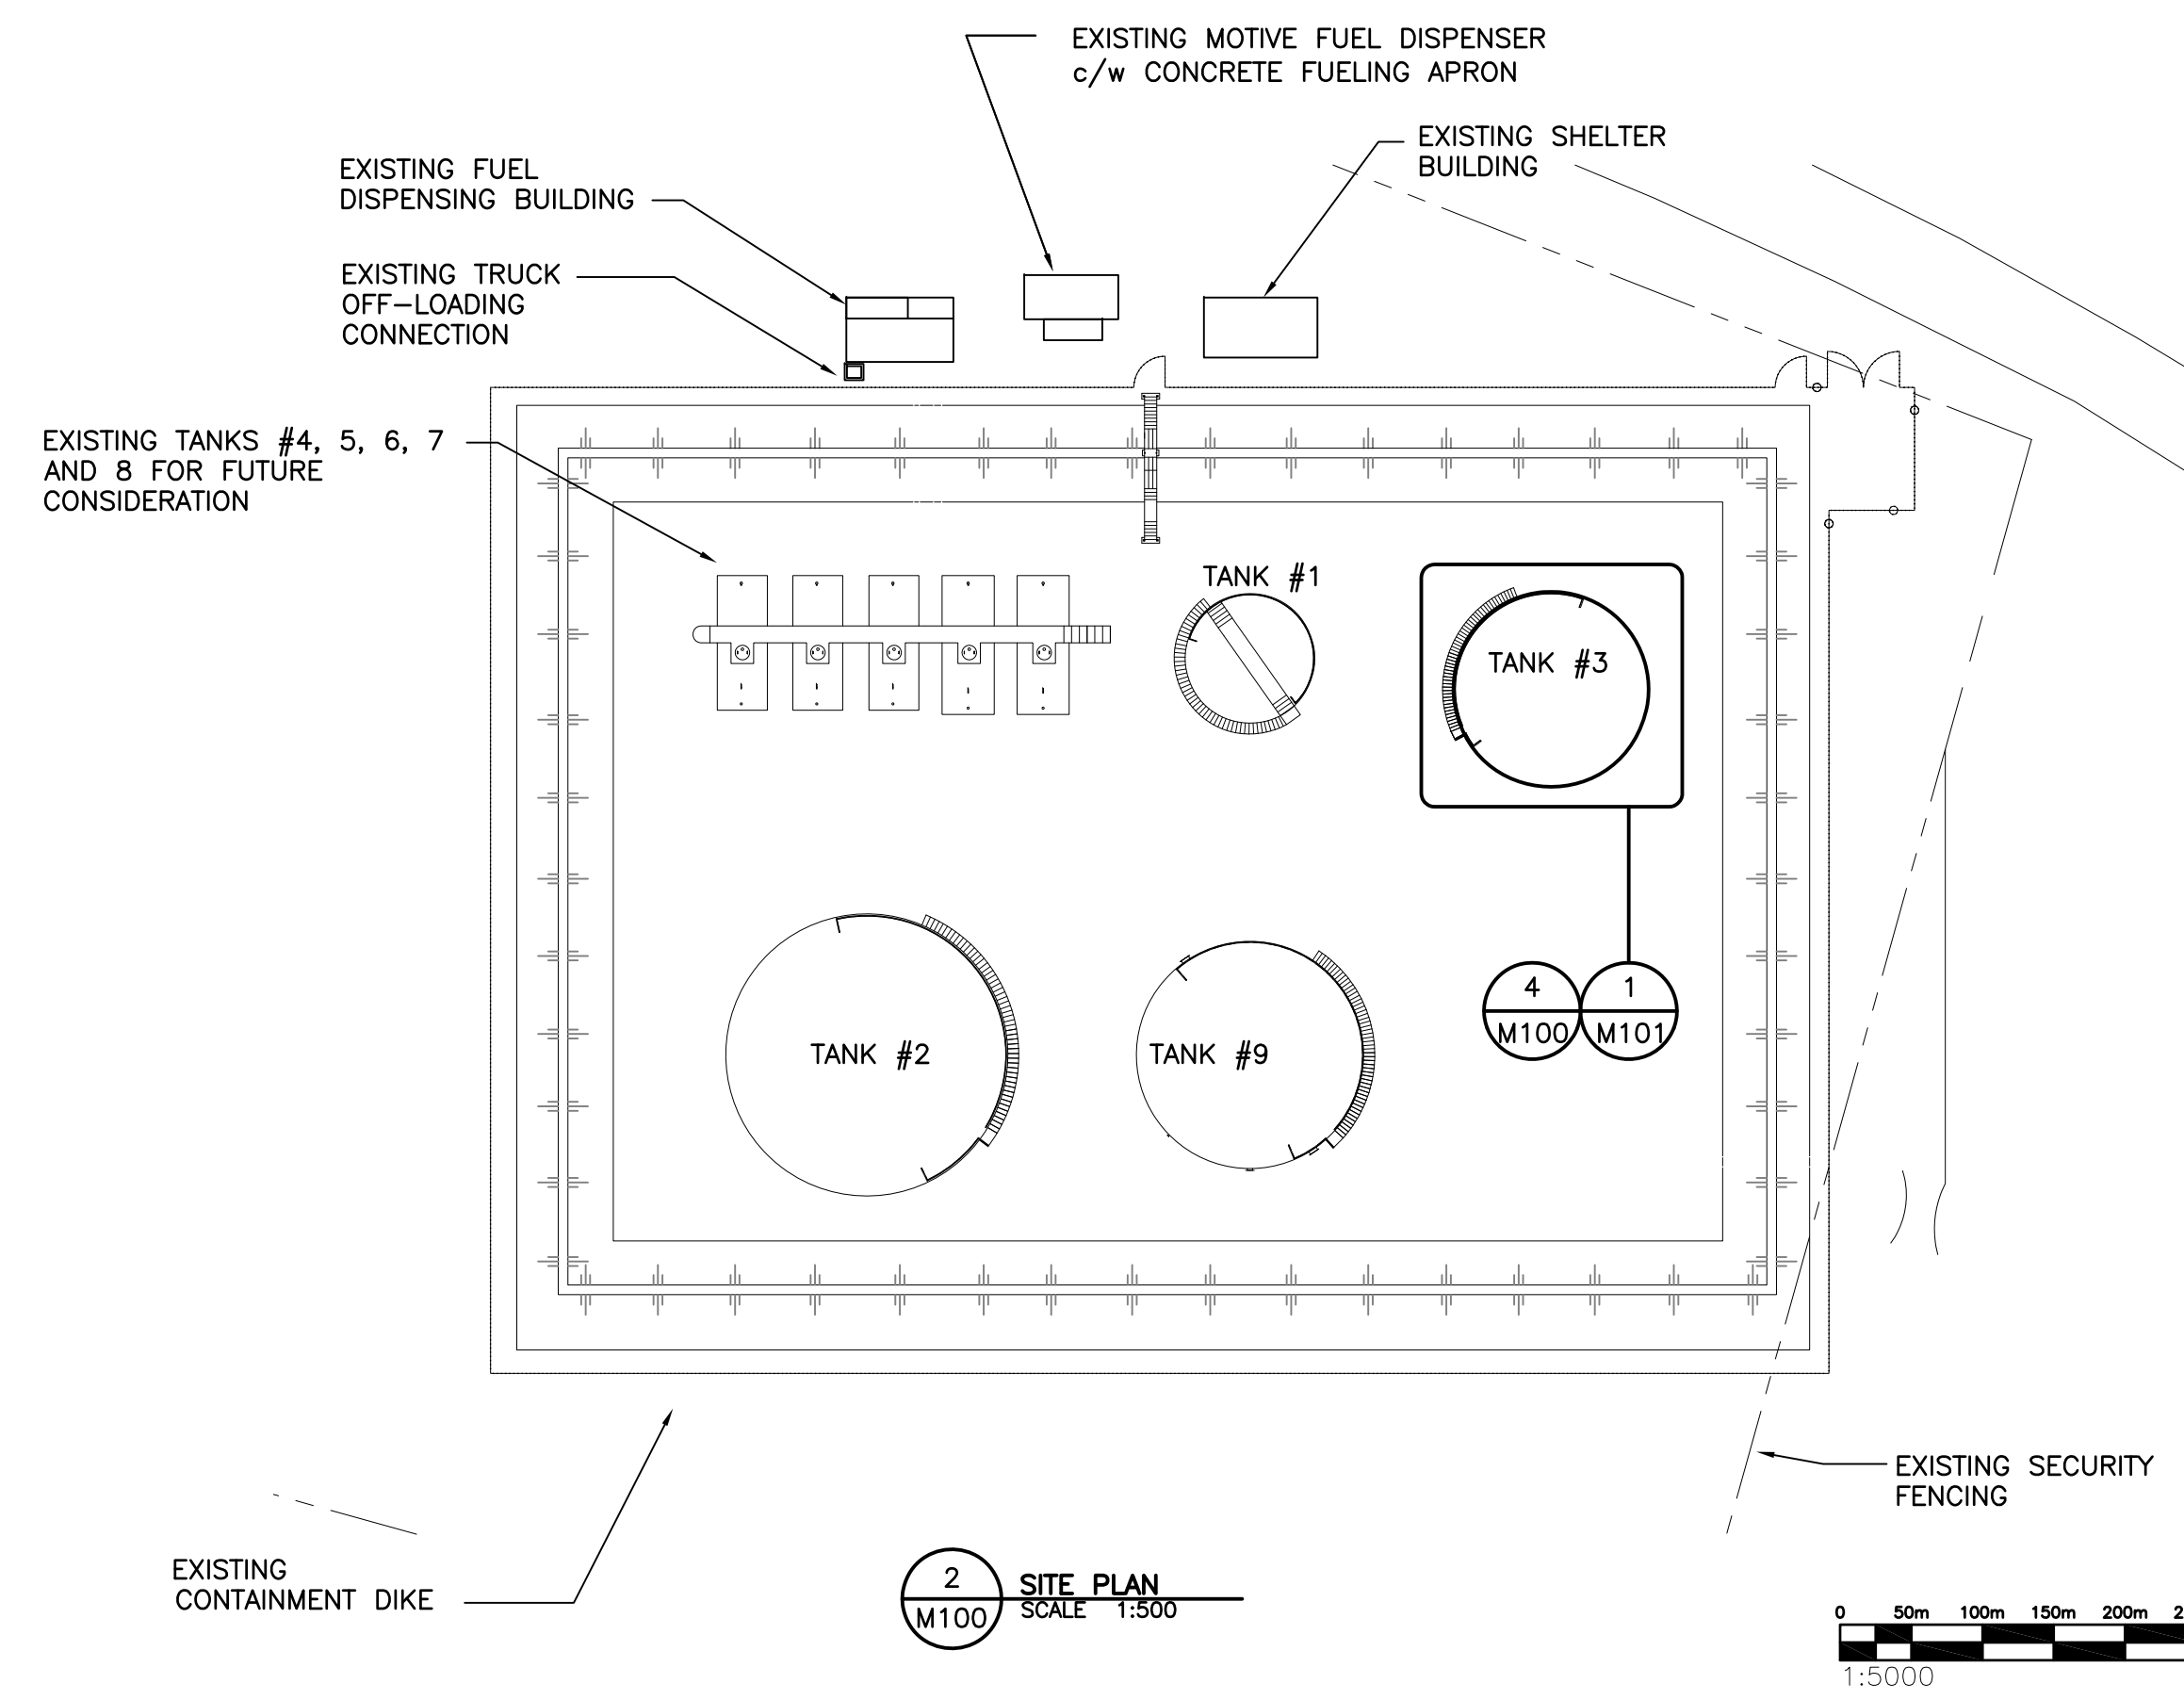 EXISTING MOTIVE FUEL DISPENSER
c/w CONCRETE FUELING APRON
EXISTING SHELTER
BUILDING
EXISTING FUEL
DISPENSING BUILDING
EXISTING TRUCK
OFF-LOADING
CONNECTION
EXISTING TANKS #4, 5, 6, 7
AND 8 FOR FUTURE
CONSIDERATION
TANK #1
TANK #3
4
M100
1
M101
TANK #2
TANK #9
EXISTING SECURITY
FENCING
EXISTING
CONTAINMENT DIKE
2
M100
SITE PLAN
SCALE 1:500
0 50m 100m 150m 200m
1:5000